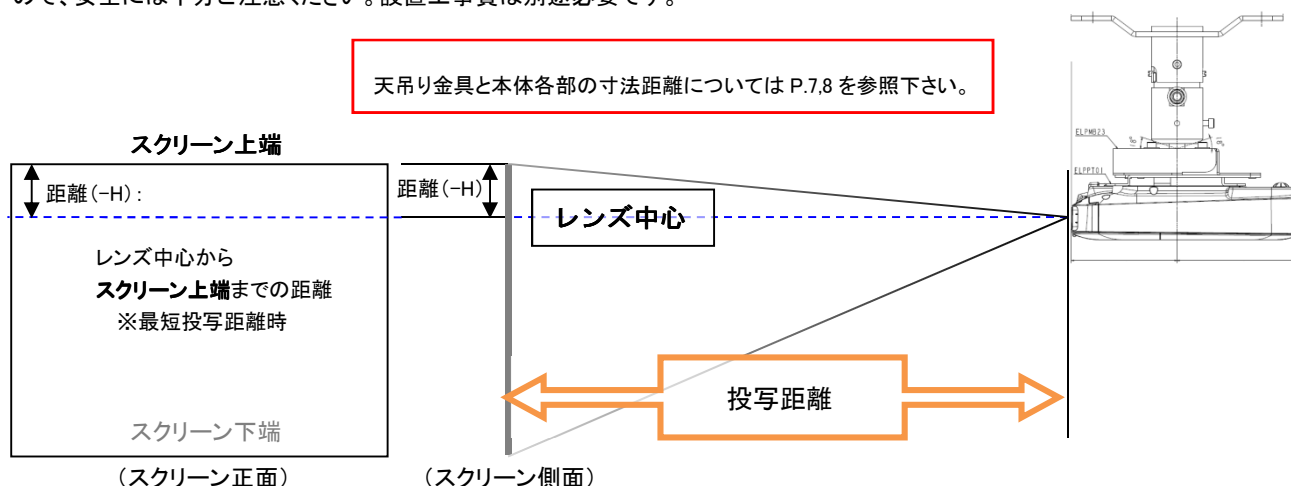 ので、安全には十分ご注意ください。設置工事費は別途必要です。
天吊り金具と本体各部の寸法距離については P.7,8 を参照下さい。
スクリーン上端
距離(-H):
距離(-H)
レンズ中心
レンズ中心から
スクリーン上端までの距離
※最短投写距離時
投写距離
スクリーン下端
(スクリーン正面)
(スクリーン側面)
ELPMB23
ELPPT01